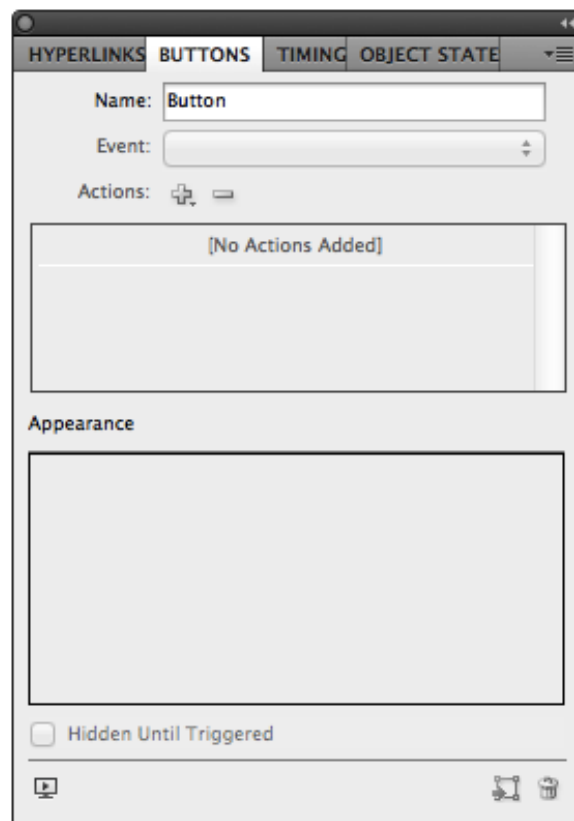 HYPERLINKS BUTTONS TIMING OBJECT STATE
Name: Button
Event:
Actions:
[No Actions Added]
Appearance
Hidden Until Triggered